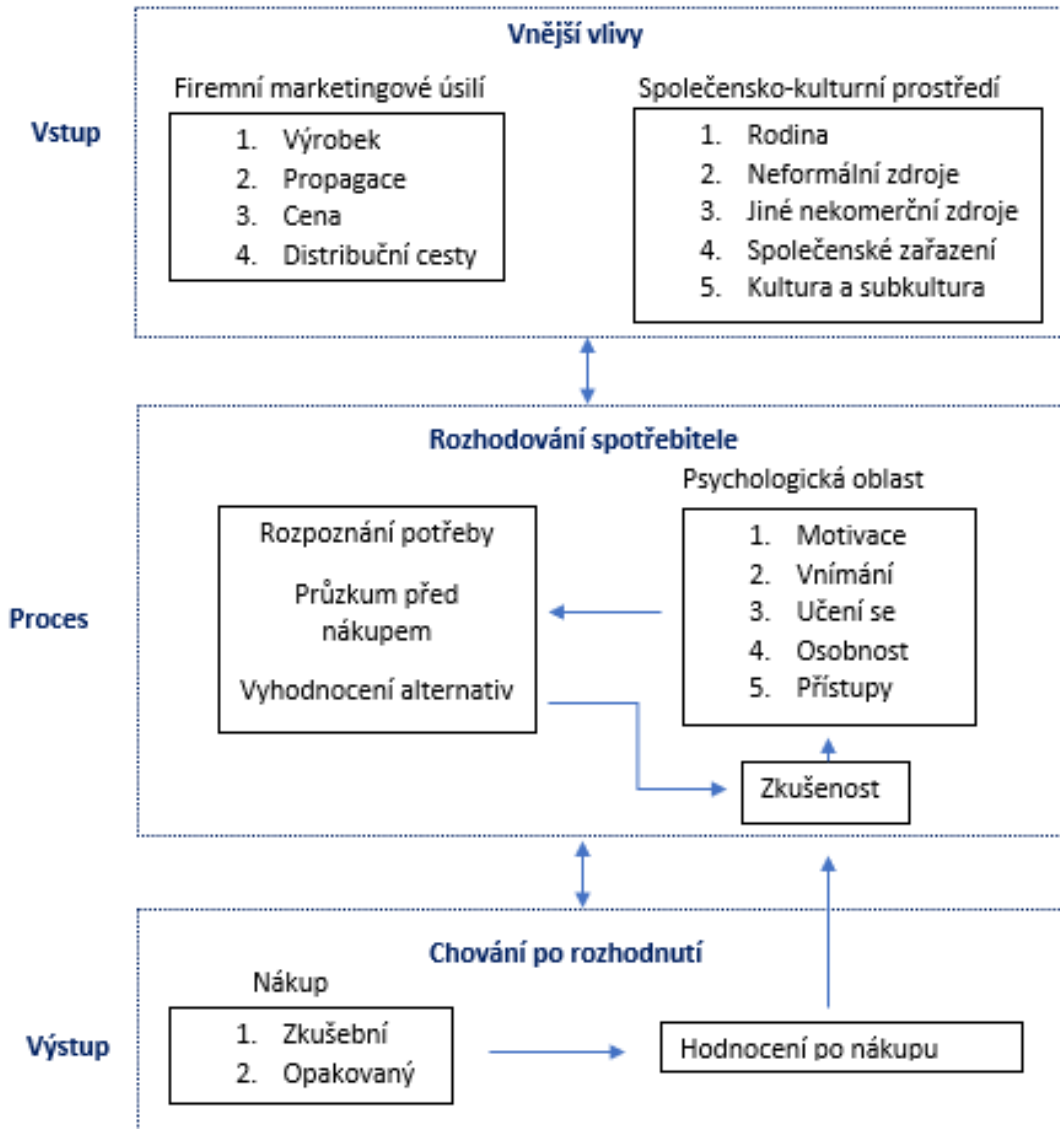 Vnější vlivy
Vstup
Firemní marketingové úsilí
1. Výrobek
2. Propagace
3. Cena
4. Distribuční cesty
Společensko-kulturní prostředí
1. Rodina
2. Neformální zdroje
3. Jiné nekomerční zdroje
4. Společenské zařazení
5. Kultura a subkultura
Rozhodování spotřebitele
Proces
Rozpoznání potřeby
Průzkum před
nákupem
Vyhodnocení alternativ
Psychologická oblast
1. Motivace
2. Vnímání
3. Učení se
4. Osobnost
5. Přístupy
Zkušenost
Chování po rozhodnutí
Výstup
Nákup
1. Zkušební
2. Opakovaný
Hodnocení po nákupu